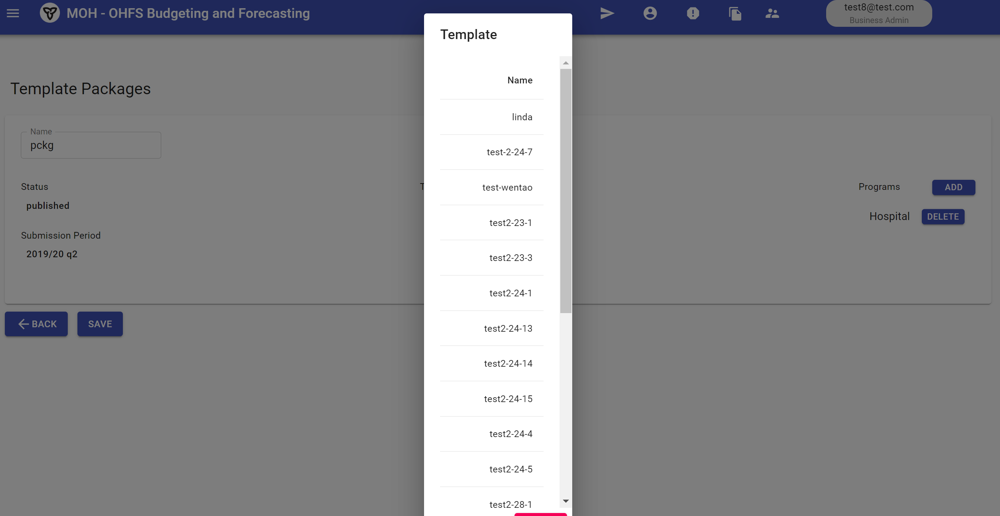 MOH - OHFS Budgeting and Forecasting
test8@test.com
Business Admin
Template Packages
Name
pckg
Status
published
Submission Period
2019/20 q2
T
Programs
ADD
Hospital
DELETE
BACK
SAVE
Template
Name
linda
test-2-24-7
test-wentao
test2-23-1
test2-23-3
test2-24-1
test2-24-13
test2-24-14
test2-24-15
test2-24-4
test2-24-5
test2-28-1